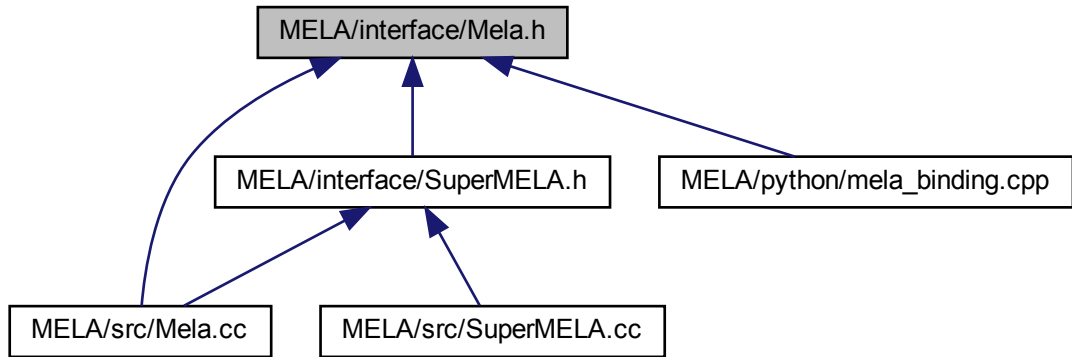 MELA/interface/Mela.h
MELA/interface/SuperMELA.h
MELA/python/mela_binding.cpp
MELA/src/Mela.cc
MELA/src/SuperMELA.cc